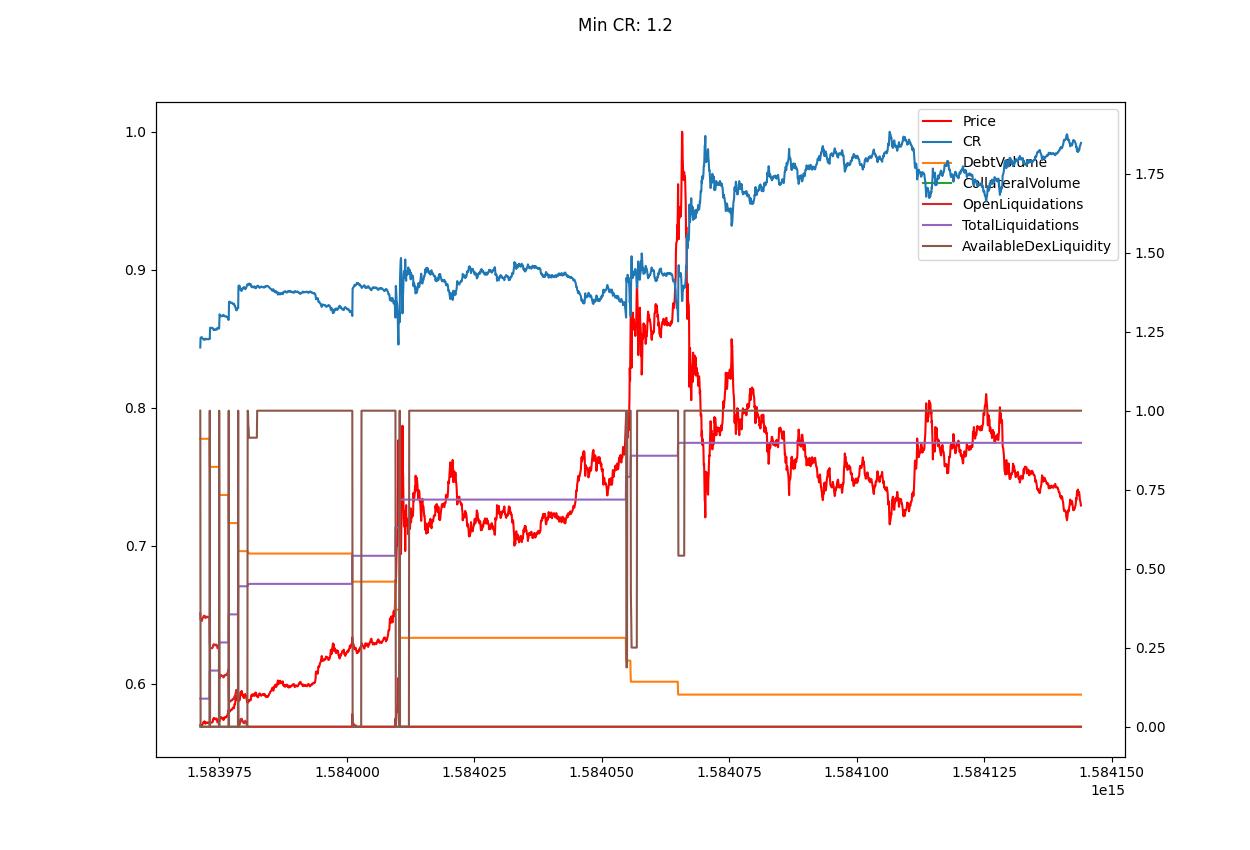 Min CR: 1.2
1.0
0.9
0.8
0.7
0.6
Price
CR
DebtVolume
CollateralVolume
OpenLiquidations
TotalLiquidations
AvailableDexLiquidity
1.75
1.50
1.25
1.00
0.75
0.50
0.25
0.00
1.583975 1.584000 1.584025 1.584050 1.584075 1.584100 1.584125 1.584150
1e15